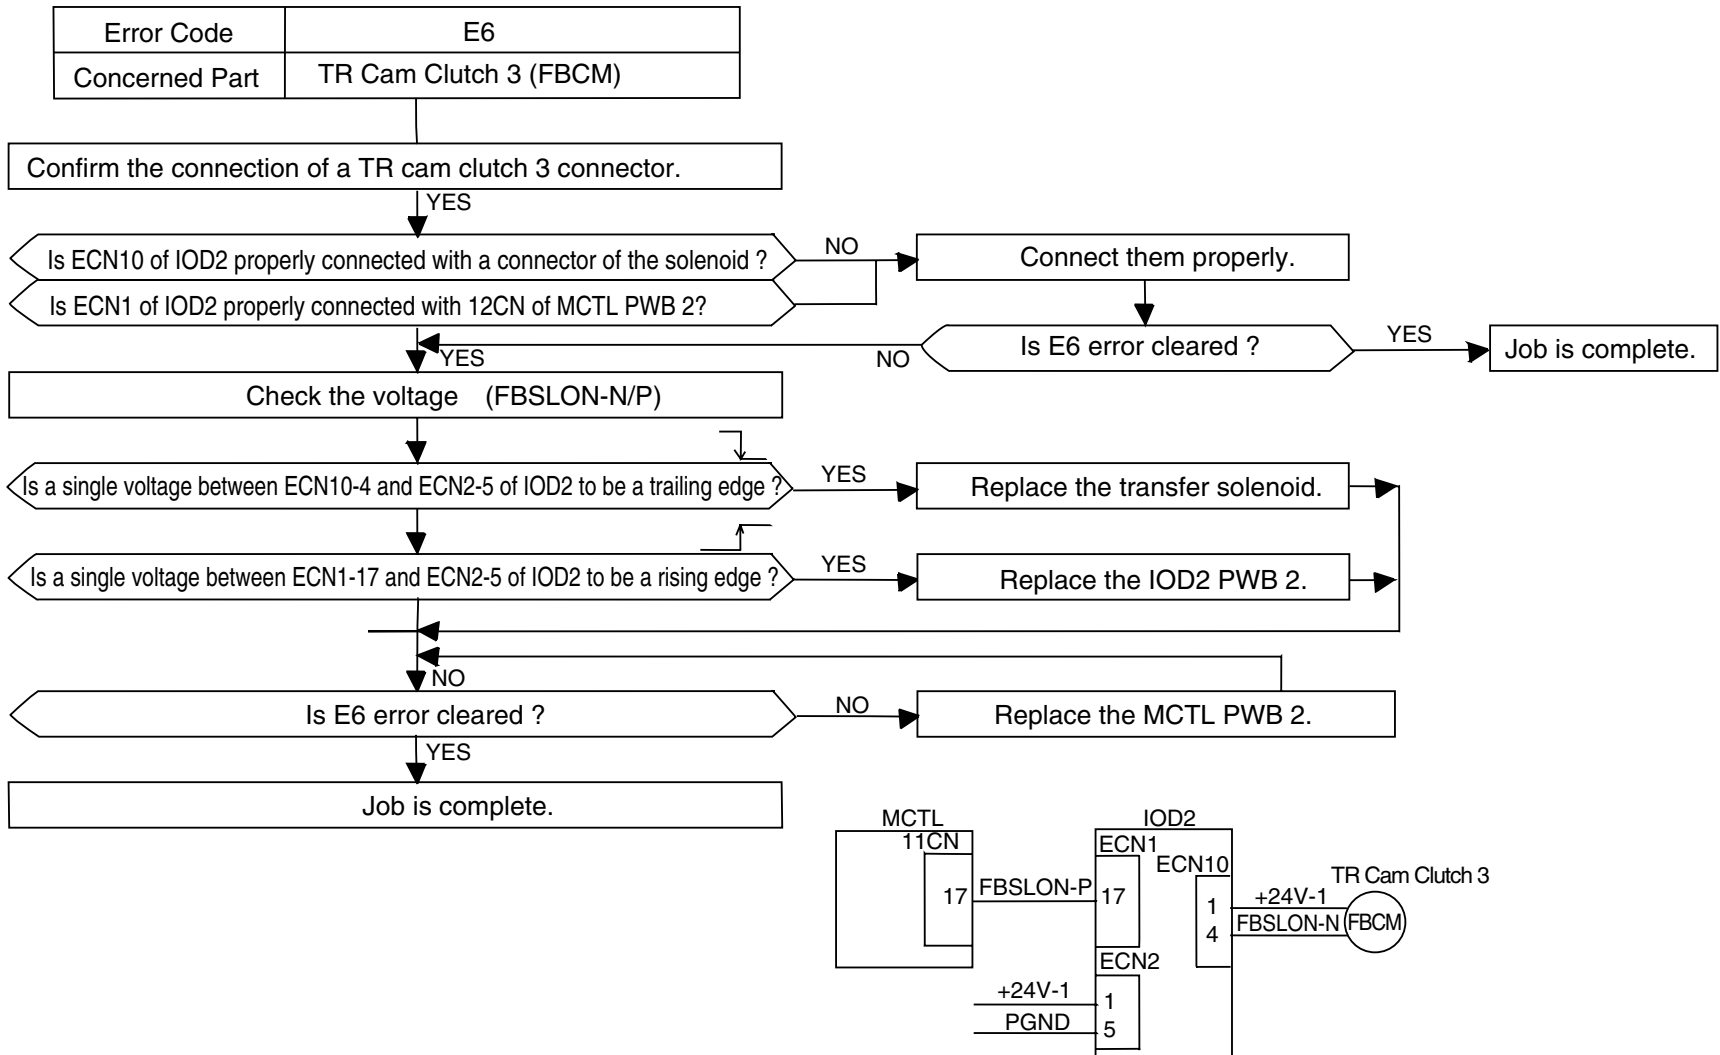 Error Code E6
Concerned Part TR Cam Clutch 3 (FBCM)
Confirm the connection of a TR cam clutch 3 connector.
YES
Is ECN10 of IOD2 properly connected with a connector of the solenoid ?
NO
Connect them properly.
Is ECN1 of IOD2 properly connected with 12CN of MCTL PWB 2?
YES
NO
Is E6 error cleared ?
YES
Job is complete.
Check the voltage (FBSLON-N/P)
Is a single voltage between ECN10-4 and ECN2-5 of IOD2 to be a trailing edge ?
YES
Replace the transfer solenoid.
Is a single voltage between ECN1-17 and ECN2-5 of IOD2 to be a rising edge ?
YES
Replace the IOD2 PWB 2.
NO
Is E6 error cleared ?
NO
Replace the MCTL PWB 2.
YES
Job is complete.
MCTL
11CN
17
FBSLON-P
IOD2
ECN1
17
ECN10
1
4
+24V-1
FBSLON-N
TR Cam Clutch 3
FBCM
ECN2
+24V-1
1
PGND
5